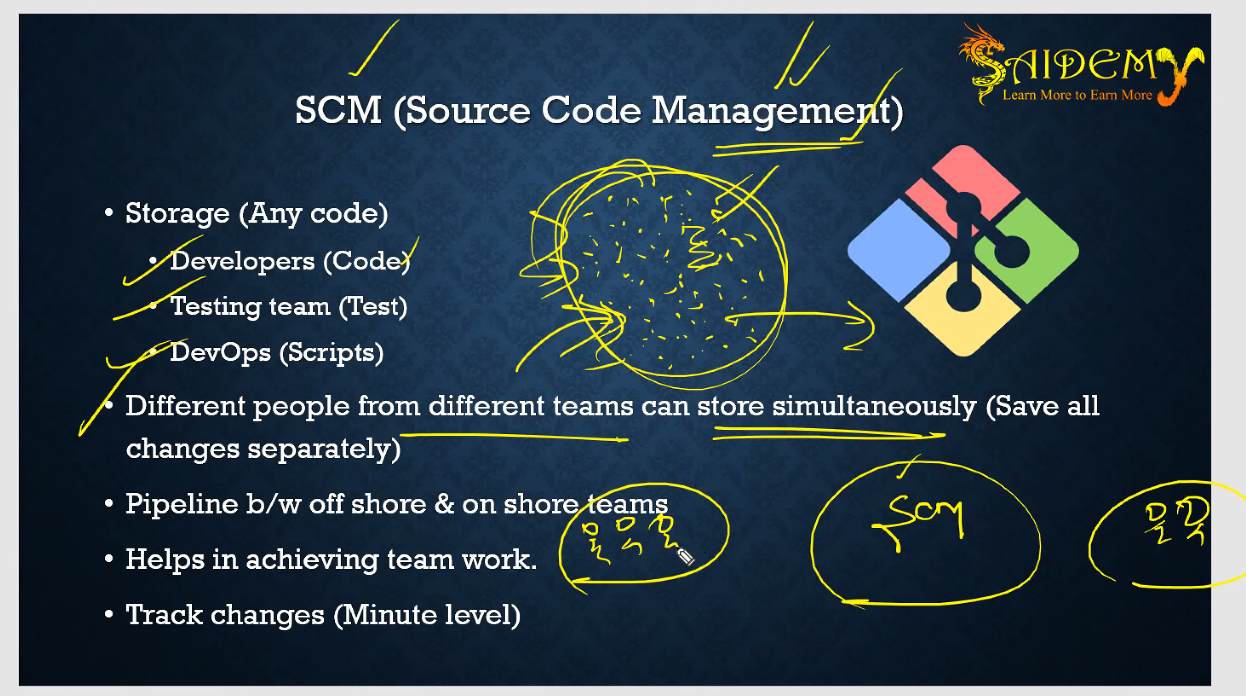 SAIDEMY
Learn More to Earn More
SCM (Source Code Management)
• Storage (Any code)
• Developers (Code)
• Testing team (Test)
• DevOps (Scripts)
• Different people from different teams can store simultaneously (Save all
changes separately)
• Pipeline b/w off shore & on shore teams
SCM
• Helps in achieving team work.
• Track changes (Minute level)